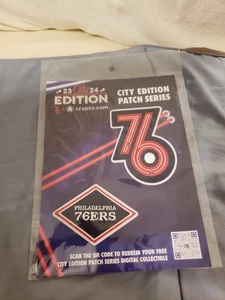 23 City 24
EDITION
crypto.com
CITY EDITION
PATCH SERIES
76
PHILADELPHIA
76ERS
SCAN THE QR CODE TO REDEEM YOUR FREE
CITY EDITION PATCH SERIES DIGITAL COLLECTIBLE